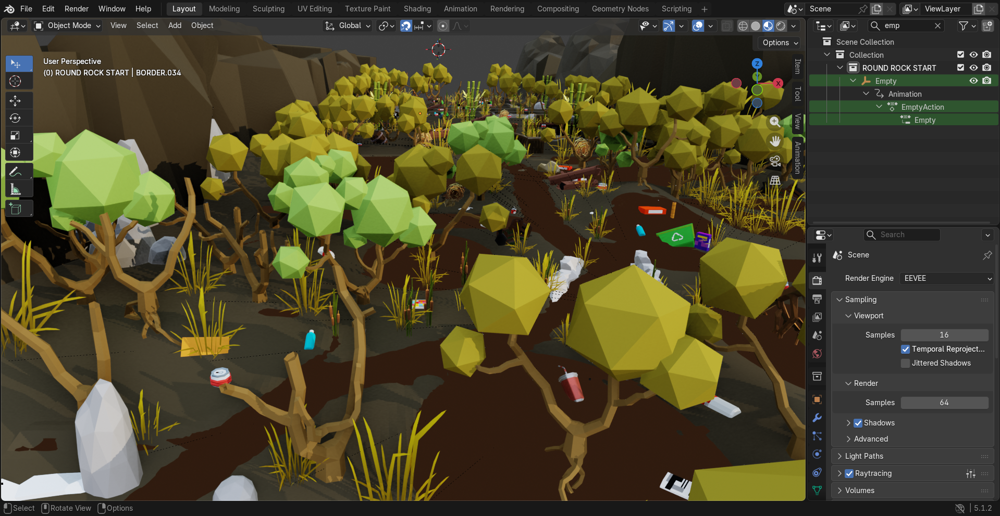 File Edit Render Window Help Layout Modeling Sculpting UV Editing Texture Paint Shading Animation Rendering Compositing Geometry Nodes Scripting + Scene ViewLayer
Object Mode View Select Add Object Global emp
Options
User Perspective
(0) ROUND ROCK START | BORDER.034
Z
X
Item
Tool
View
Animation
Scene Collection
Collection
ROUND ROCK START
Empty
Animation
EmptyAction
Empty
Search
Scene
Render Engine EEVEE
Sampling
Viewport
Samples 16
Temporal Reproject...
Jittered Shadows
Render
Samples 64
Shadows
Advanced
Light Paths
Raytracing
Volumes
Select Rotate View Options 5.1.2